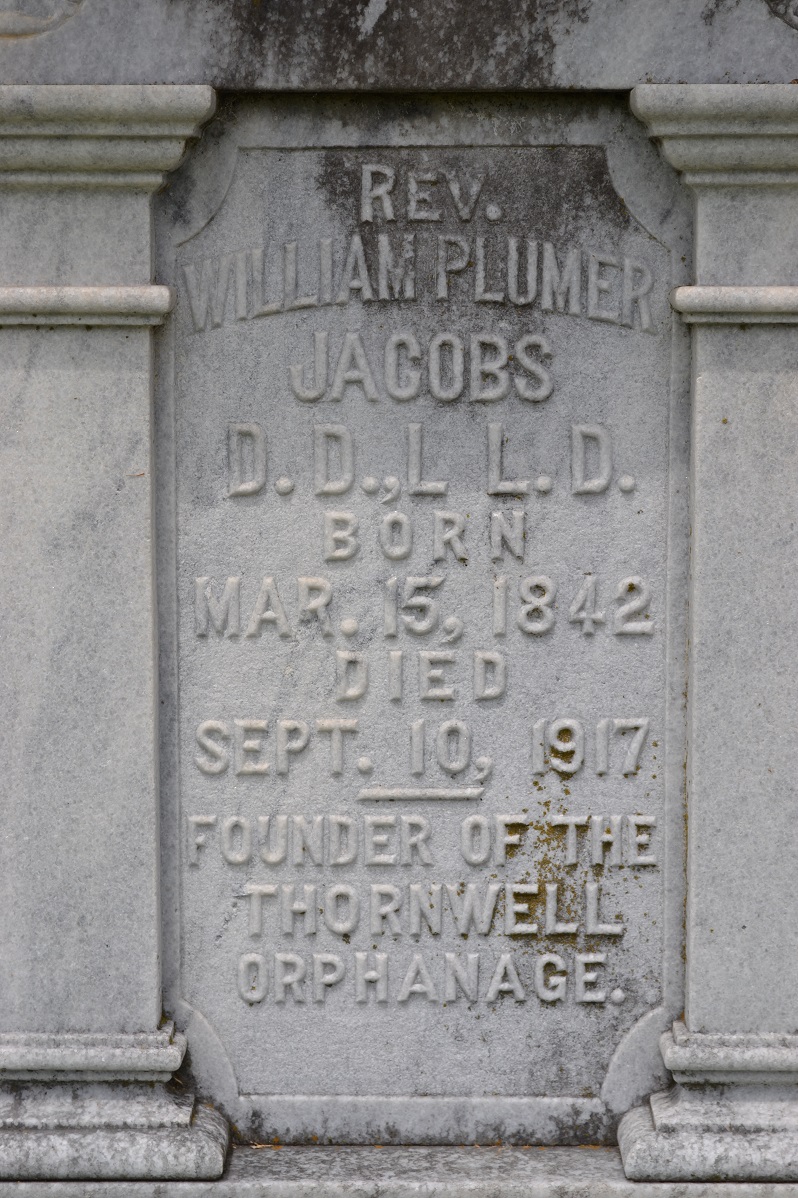 REV.
WILLIAM PLUMER
JACOBS
D. D., L L. D.
BORN
MAR. 15, 1842
DIED
SEPT. 10, 1917
FOUNDER OF THE
THORNWELL
ORPHANAGE.